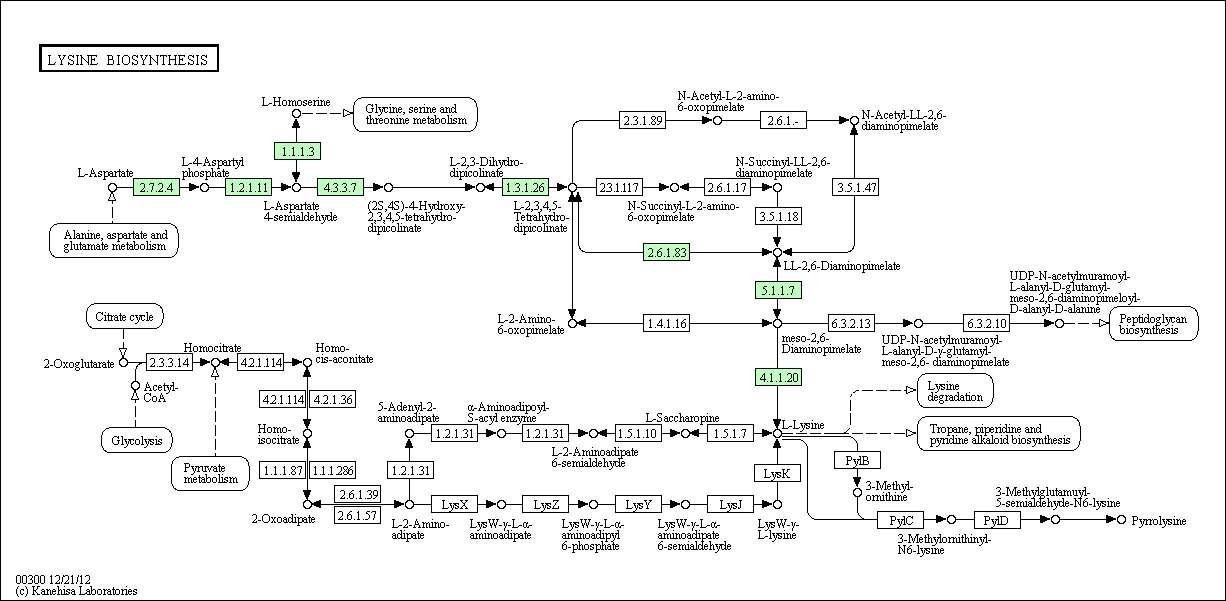 LYSINE BIOSYNTHESIS
L-Homoserine
Glycine, serine and
threonine metabolism
1.1.1.3
N-Acetyl-L-2-amino-
6-oxopimelate
2.3.1.89
2.6.1.-
N-Acetyl-LL-2,6-
diaminopimelate
L-Aspartate
2.7.2.4
L-4-Aspartyl
phosphate
1.2.1.11
L-Aspartate
4-semialdehyde
4.3.3.7
(2S,4S)-4-Hydroxy-
2,3,4,5-tetrahydro-
dipicolinate
L-2,3-Dihydro-
dipicolinate
1.3.1.26
L-2,3,4,5-
Tetrahydro-
dipicolinate
2.3.1.117
N-Succinyl-L-2-amino-
6-oxopimelate
2.6.1.17
N-Succinyl-LL-2,6-
diaminopimelate
3.5.1.47
3.5.1.18
Alanine, aspartate and
glutamate metabolism
2.6.1.83
LL-2,6-Diaminopimelate
5.1.1.7
L-2-Amino-
6-oxopimelate
1.4.1.16
meso-2,6-
Diaminopimelate
6.3.2.13
UDP-N-acetylmuramoyl-
L-alanyl-D-γ-glutamyl-
meso-2,6- diaminopimelate
6.3.2.10
UDP-N-acetylmuramoyl-
L-alanyl-D-glutamyl-
meso-2,6-diaminopimeloyl-
D-alanyl-D-alanine
Peptidoglycan
biosynthesis
Citrate cycle
2-Oxoglutarate
2.3.3.14
Homocitrate
4.2.1.114
Homo-
cis-aconitate
Acetyl-
CoA
Glycolysis
Pyruvate
metabolism
4.2.1.114
4.2.1.36
Homo-
isocitrate
1.1.1.87
1.1.1.286
2-Oxoadipate
2.6.1.39
2.6.1.57
4.1.1.20
Lysine
degradation
5-Adenyl-2-
aminoadipate
1.2.1.31
α-Aminoadipoyl-
S-acyl enzyme
1.2.1.31
L-2-Aminoadipate
6-semialdehyde
1.5.1.10
L-Saccharopine
1.5.1.7
L-Lysine
Tropane, piperidine and
pyridine alkaloid biosynthesis
1.2.1.31
LysK
PylB
3-Methyl-
ornithine
L-2-Amino-
adipate
LysX
LysW-γ-L-α-
aminoadipate
LysZ
LysW-γ-L-α-
aminoadipyl
6-phosphate
LysY
LysW-γ-L-α-
aminoadipate
6-semialdehyde
LysJ
LysW-γ-
L-lysine
PylC
3-Methylornithinyl-
N6-lysine
PylD
3-Methylglutamuyl-
5-semialdehyde-N6-lysine
Pyrrolysine
00300 12/21/12
(c) Kanehisa Laboratories